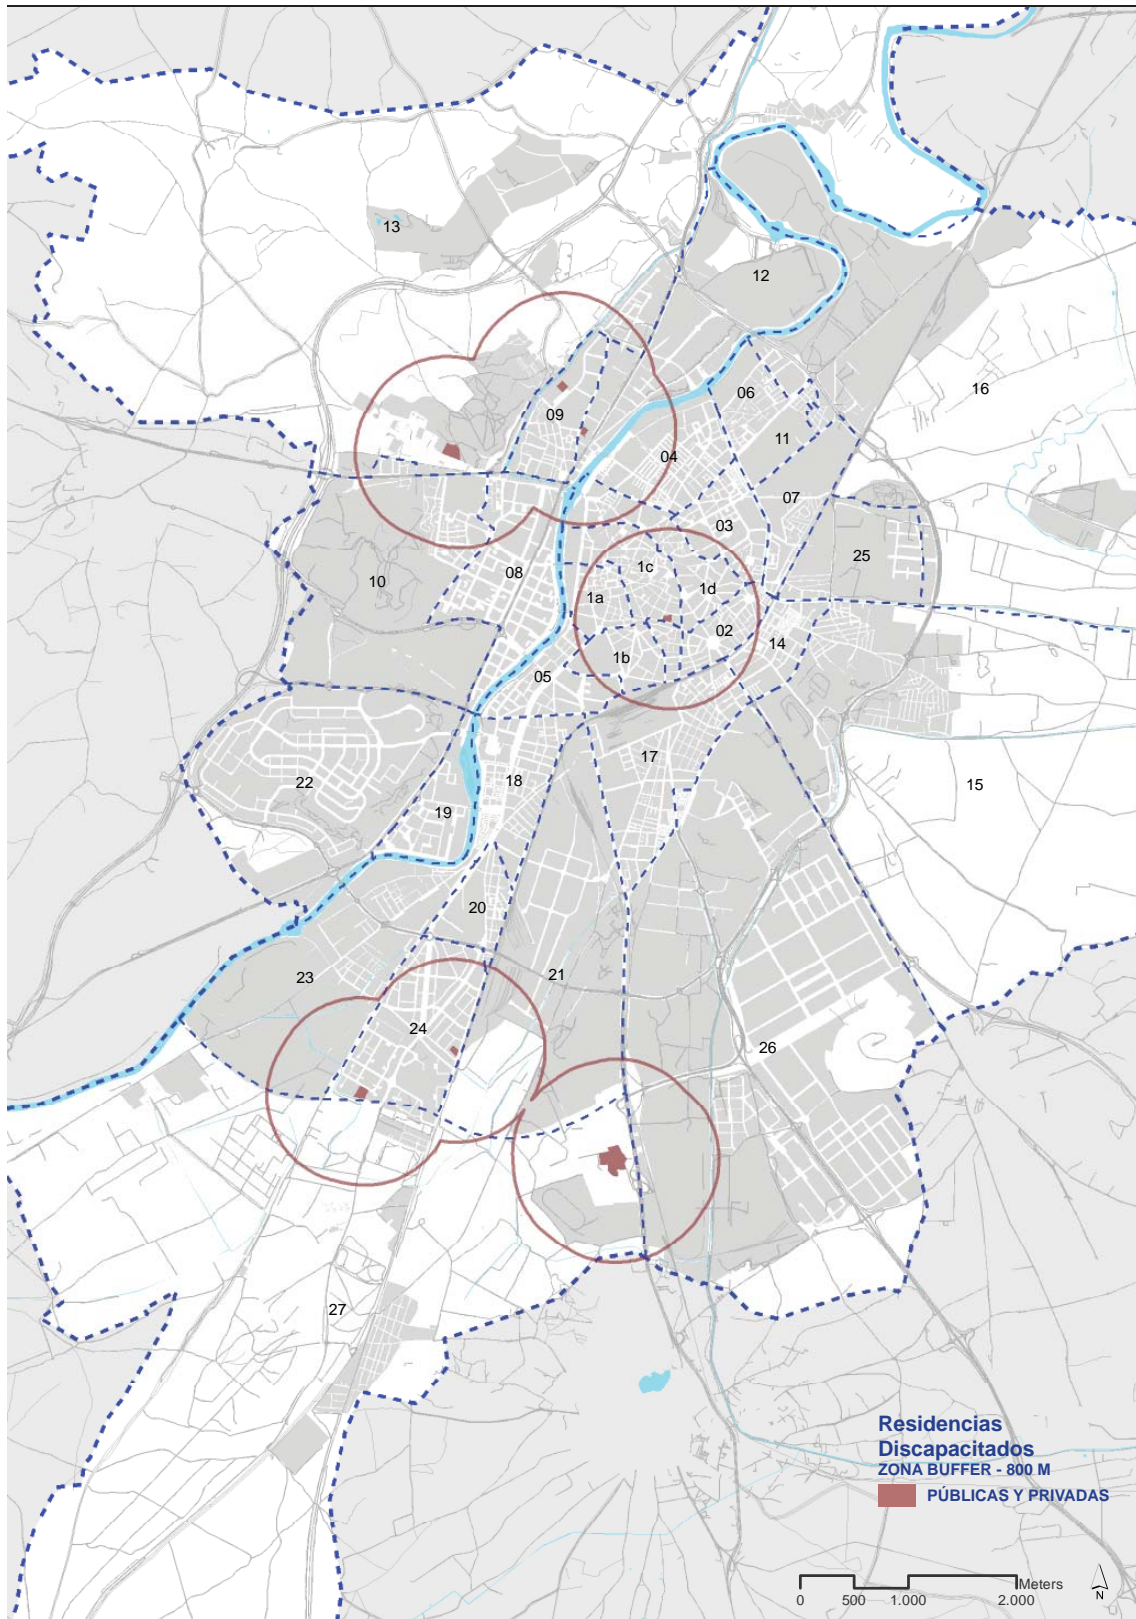 13
12
16
06
09
11
04
07
03
25
1c
08
10
1d
1a
02
14
1b
05
17
22
18
15
19
20
21
23
24
26
27
Residencias
Discapacitados
ZONA BUFFER - 800 M
PÚBLICAS Y PRIVADAS
Meters
0 500 1.000 2.000
N